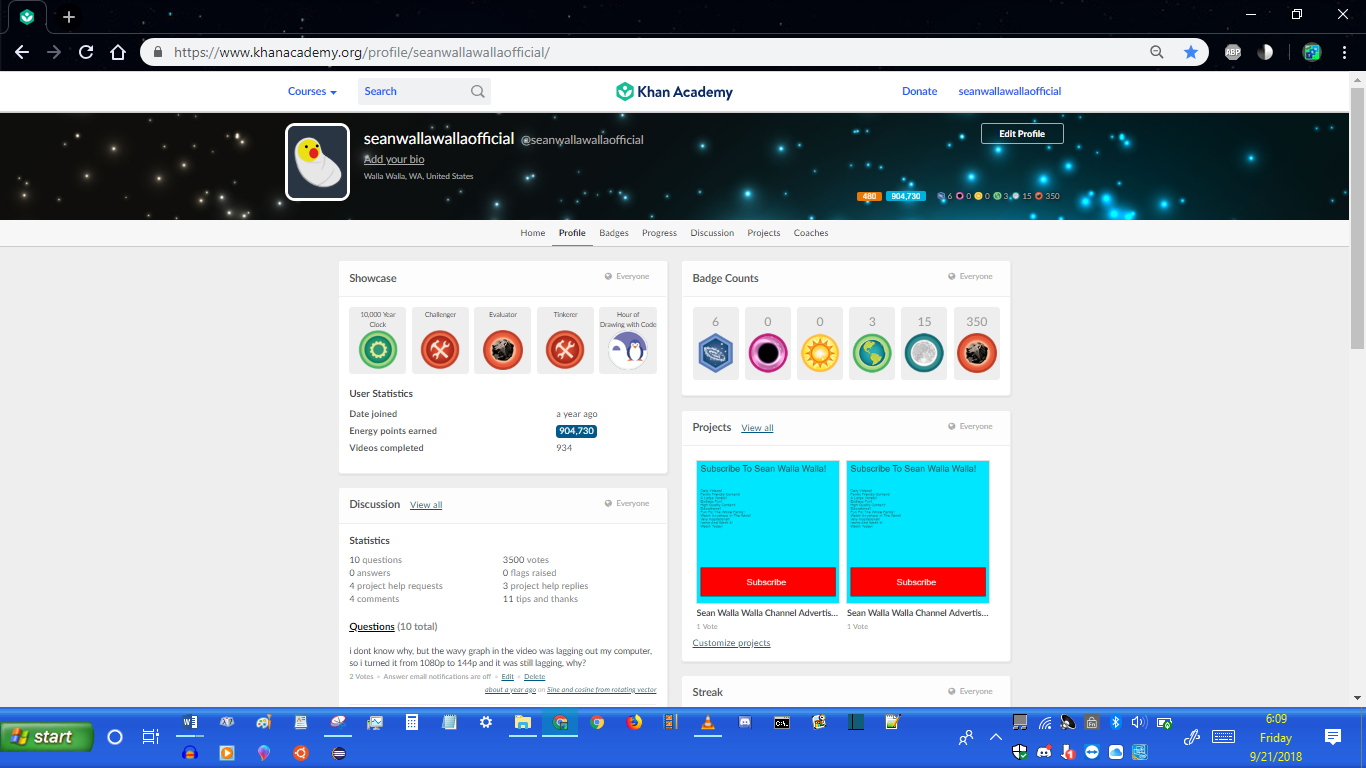 https://www.khanacademy.org/profile/seanwallawallaofficial/
ABP
Courses
Search
Khan Academy
Donate
seanwallawallaofficial
seanwallawallaofficial @seanwallawallaofficial
Add your bio
Walla Walla, WA, United States
Edit Profile
480 904,730 6 0 0 3 15 350
Home Profile Badges Progress Discussion Projects Coaches
Showcase
Everyone
10,000 Year Clock
Challenger
Evaluator
Tinkerer
Hour of Drawing with Code
User Statistics
Date joined a year ago
Energy points earned 904,730
Videos completed 934
Badge Counts
Everyone
6 0 0 3 15 350
Projects View all
Everyone
Subscribe To Sean Walla Walla!
Subscribe
Sean Walla Walla Channel Advertis...
1 Vote
Subscribe To Sean Walla Walla!
Subscribe
Sean Walla Walla Channel Advertis...
1 Vote
Customize projects
Discussion View all
Everyone
Statistics
10 questions 3500 votes
0 answers 0 flags raised
4 project help requests 3 project help replies
4 comments 11 tips and thanks
Questions (10 total)
i dont know why, but the wavy graph in the video was lagging out my computer,
so i turned it from 1080p to 144p and it was still lagging, why?
2 Votes • Answer email notifications are off • Edit • Delete
about a year ago on Sine and cosine from rotating vector
Streak
Everyone
start
6:09
Friday
9/21/2018